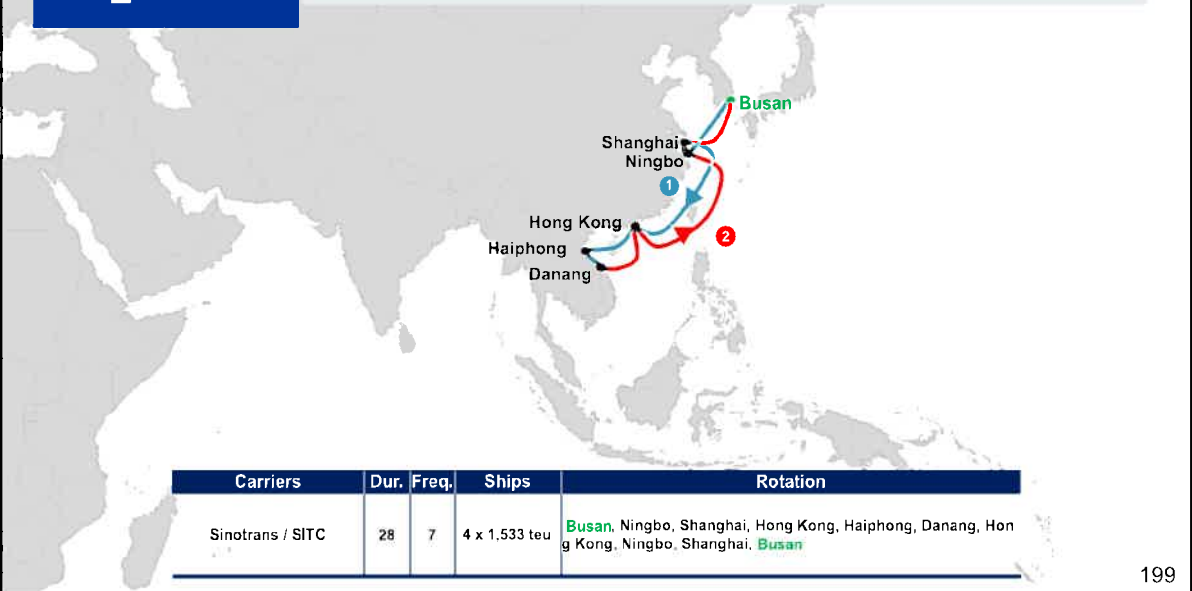 Busan
Shanghai
Ningbo
1
Hong Kong
2
Haiphong
Danang
Carriers Dur. Freq. Ships Rotation
Sinotrans / SITC 28 7 4 x 1,533 teu Busan, Ningbo, Shanghai, Hong Kong, Haiphong, Danang, Hon
g Kong, Ningbo, Shanghai, Busan
199